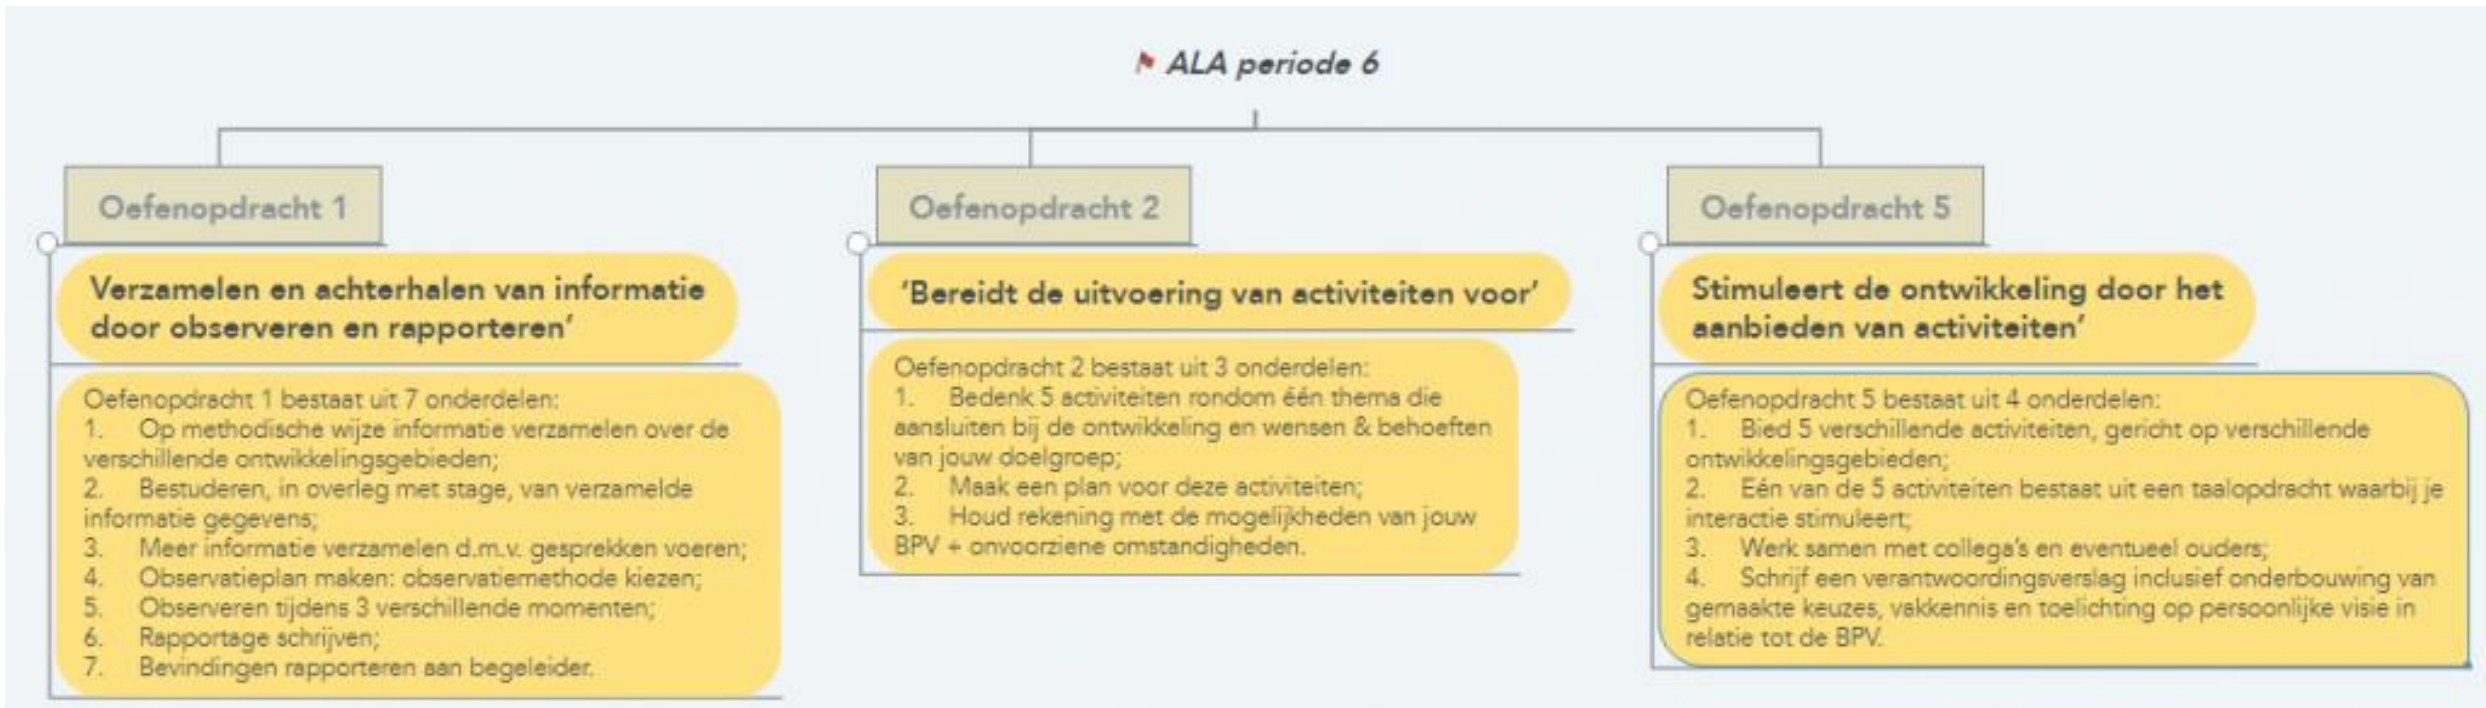 ALA periode 6
Oefenopdracht 1
Verzamelen en achterhalen van informatie
door observeren en rapporteren'
Oefenopdracht 1 bestaat uit 7 onderdelen:
1. Op methodische wijze informatie verzamelen over de
verschillende ontwikkelingsgebieden;
2. Bestuderen, in overleg met stage, van verzamelde
informatie gegevens;
3. Meer informatie verzamelen d.m.v. gesprekken voeren;
4. Observatieplan maken: observatiemethode kiezen;
5. Observeren tijdens 3 verschillende momenten;
6. Rapportage schrijven;
7. Bevindingen rapporteren aan begeleider.
Oefenopdracht 2
'Bereidt de uitvoering van activiteiten voor'
Oefenopdracht 2 bestaat uit 3 onderdelen:
1. Bedenk 5 activiteiten rondom één thema die
aansluiten bij de ontwikkeling en wensen & behoeften
van jouw doelgroep;
2. Maak een plan voor deze activiteiten;
3. Houd rekening met de mogelijkheden van jouw
BPV + onvoorziene omstandigheden.
Oefenopdracht 5
Stimuleert de ontwikkeling door het
aanbieden van activiteiten'
Oefenopdracht 5 bestaat uit 4 onderdelen:
1. Bied 5 verschillende activiteiten, gericht op verschillende
ontwikkelingsgebieden;
2. Eén van de 5 activiteiten bestaat uit een taalopdracht waarbij je
interactie stimuleert;
3. Werk samen met collega's en eventueel ouders;
4. Schrijf een verantwoordingsverslag inclusief onderbouwing van
gemaakte keuzes, vakkennis en toelichting op persoonlijke visie in
relatie tot de BPV.